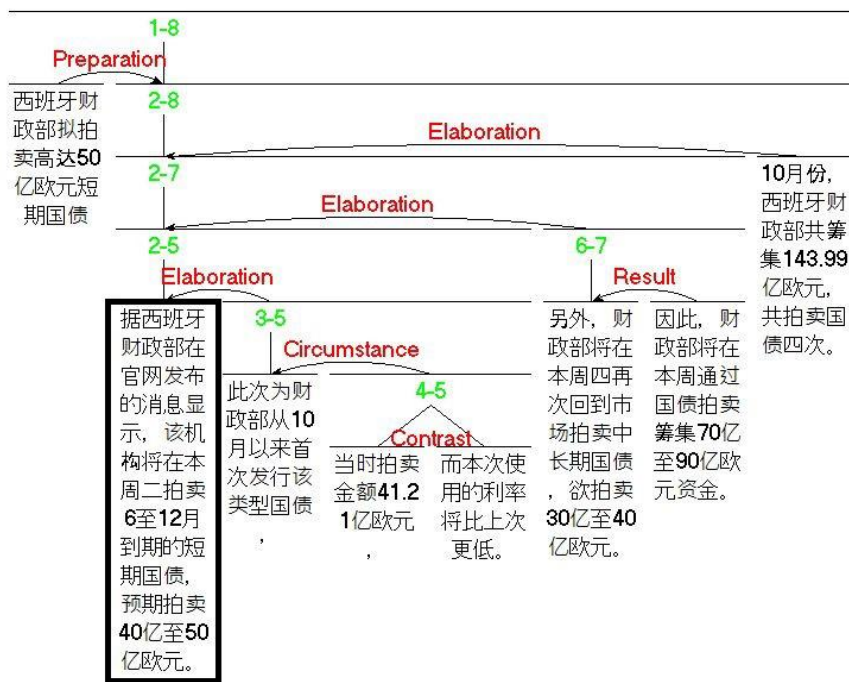 1-8
Preparation
西班牙财
政部拟拍
卖高达50
亿欧元短
期国债
2-8
Elaboration
2-7
10月份，
西班牙财
政部共筹
集143.99
亿欧元，
共拍卖国
债四次。
Elaboration
2-5
6-7
Elaboration
Result
据西班牙
财政部在
官网发布
的消息显
示，该机
构将在本
周二拍卖
6至12月
到期的短
期国债，
预期拍卖
40亿至50
亿欧元。
3-5
Circumstance
此次为财
政部从10
月以来首
次发行该
类型国债
，
4-5
Contrast
当时拍卖
金额41.2
1亿欧元
，
而本次使
用的利率
将比上次
更低。
另外，财
政部将在
本周四再
次回到市
场拍卖中
长期国债
，欲拍卖
30亿至40
亿欧元。
因此，财
政部将在
本周通过
国债拍卖
筹集70亿
至90亿欧
元资金。